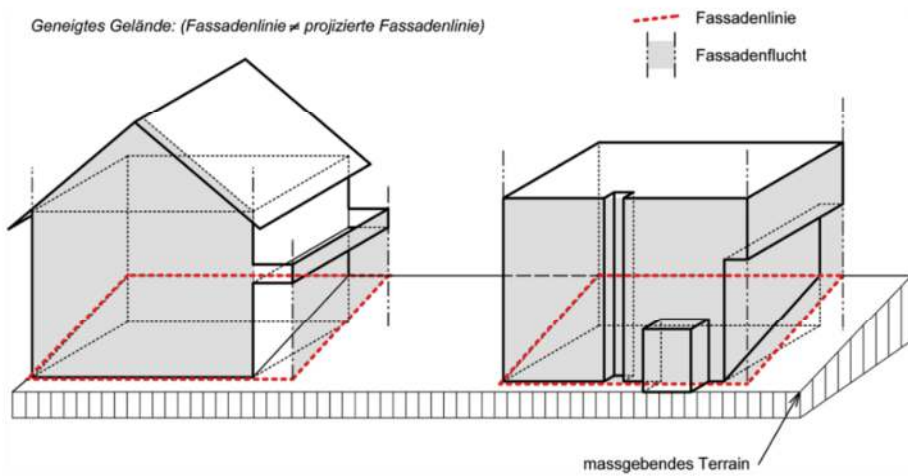 Geneigtes Gelände: (Fassadenlinie ≠ projizierte Fassadenlinie)
Fassadenlinie
Fassadenflucht
massgebendes Terrain